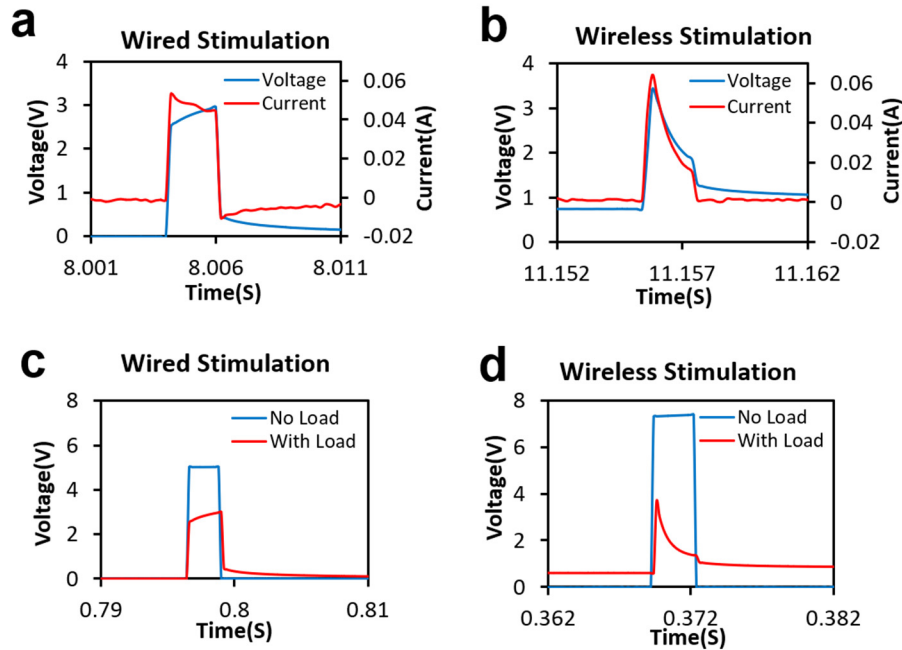 a
Wired Stimulation
4
3
2
1
0
Voltage(V)
Voltage
Current
0.06
0.04
0.02
0
-0.02
Current(A)
8.001
8.006
8.011
Time(S)
b
Wireless Stimulation
4
3
2
1
0
Voltage(V)
Voltage
Current
0.06
0.04
0.02
0
-0.02
Current(A)
11.152
11.157
11.162
Time(S)
c
Wired Stimulation
8
6
4
2
0
Voltage(V)
No Load
With Load
0.79
0.8
0.81
Time(S)
d
Wireless Stimulation
8
6
4
2
0
Voltage(V)
No Load
With Load
0.362
0.372
0.382
Time(S)